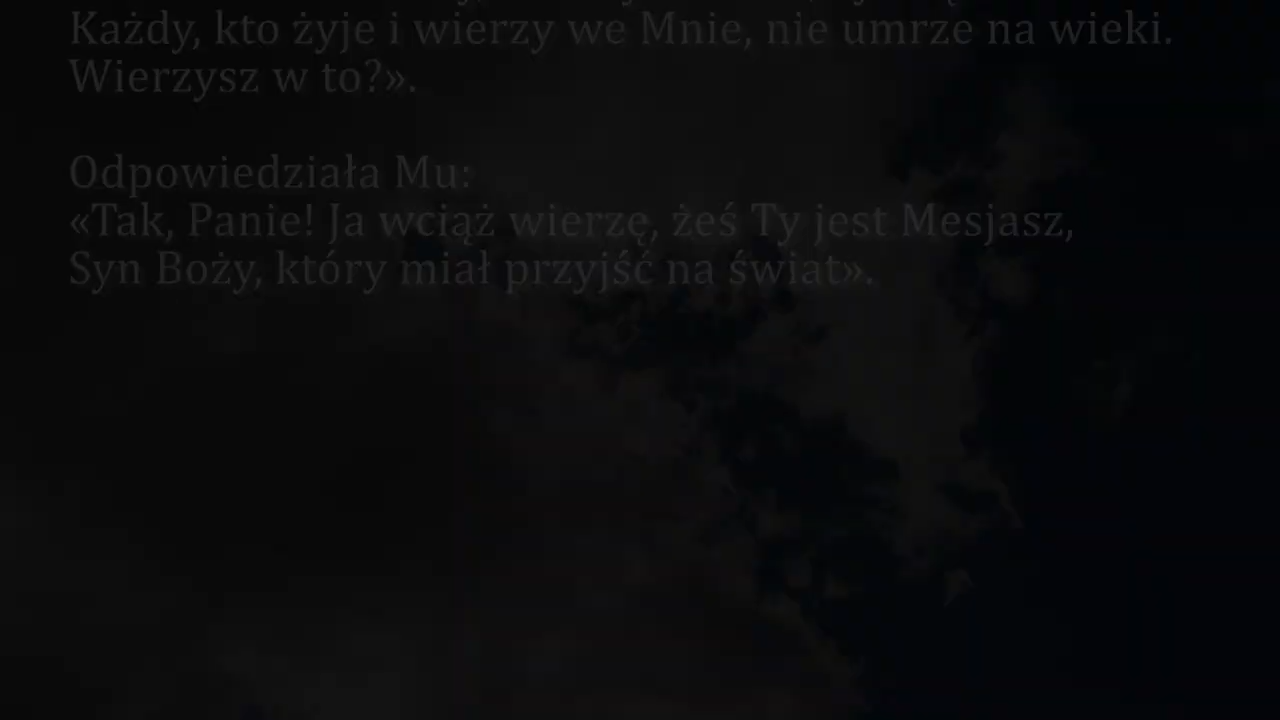 Każdy, kto żyje i wierzy we Mnie, nie umrze na wieki.
Wierzysz w to?».
Odpowiedziała Mu:
«Tak, Panie! Ja wciąż wierzę, żeś Ty jest Mesjasz,
Syn Boży, który miał przyjść na świat».